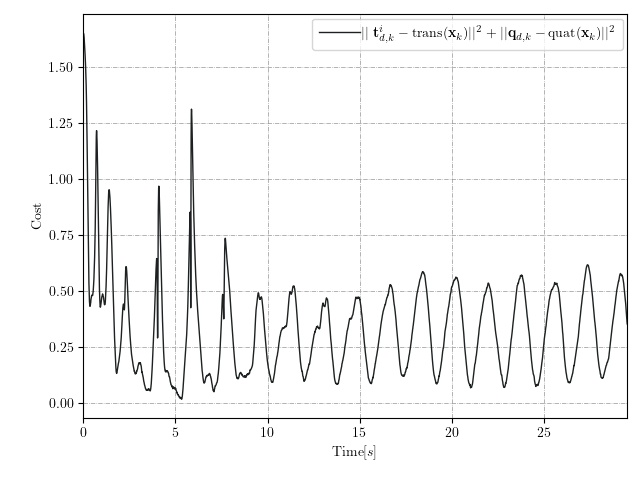 || t^i_{d,k} − trans(x_k)||² + ||q_{d,k} − quat(x_k)||²
1.50
1.25
1.00
0.75
0.50
0.25
0.00
Cost
0 5 10 15 20 25
Time[s]